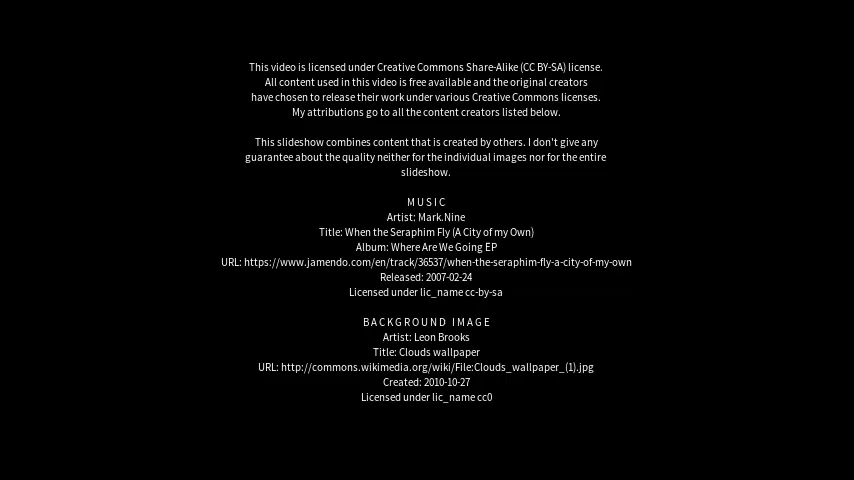 This video is licensed under Creative Commons Share-Alike (CC BY-SA) license.
All content used in this video is free available and the original creators
have chosen to release their work under various Creative Commons licenses.
My attributions go to all the content creators listed below.
This slideshow combines content that is created by others. I don't give any
guarantee about the quality neither for the individual images nor for the entire
slideshow.
MUSIC
Artist: Mark.Nine
Title: When the Seraphim Fly (A City of my Own)
Album: Where Are We Going EP
URL: https://www.jamendo.com/en/track/36537/when-the-seraphim-fly-a-city-of-my-own
Released: 2007-02-24
Licensed under lic_name cc-by-sa
BACKGROUND IMAGE
Artist: Leon Brooks
Title: Clouds wallpaper
URL: http://commons.wikimedia.org/wiki/File:Clouds_wallpaper_(1).jpg
Created: 2010-10-27
Licensed under lic_name cc0